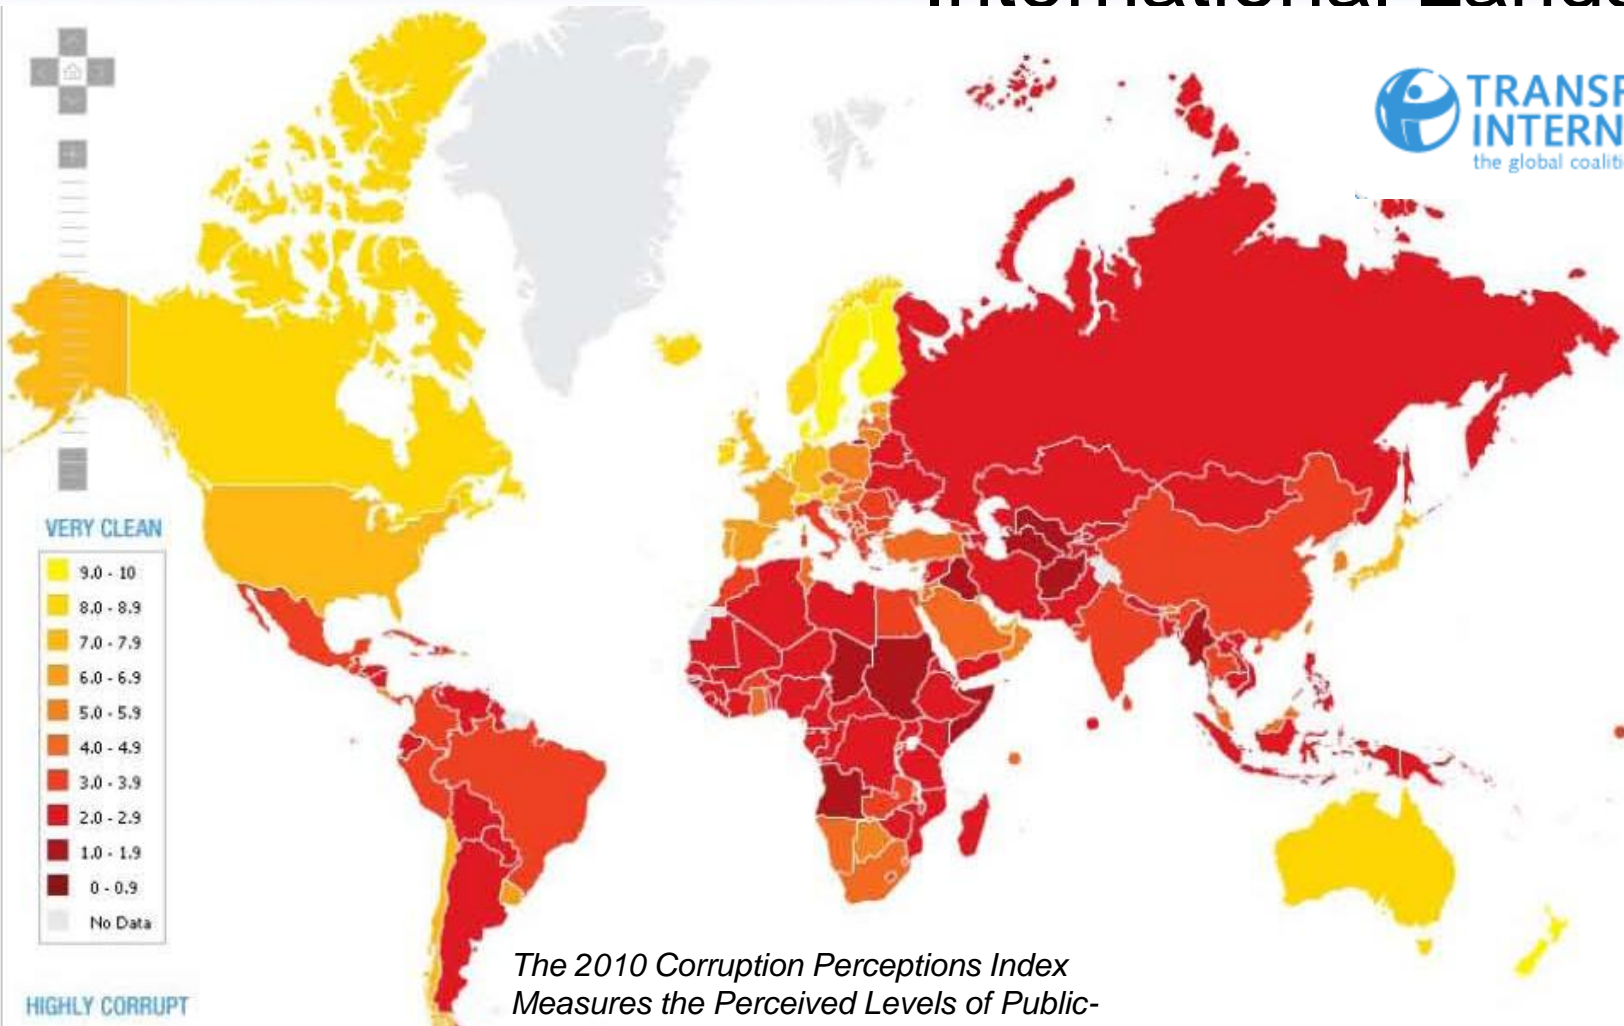 TRANSP
INTERN
the global coaliti
VERY CLEAN
9.0 - 10
8.0 - 8.9
7.0 - 7.9
6.0 - 6.9
5.0 - 5.9
4.0 - 4.9
3.0 - 3.9
2.0 - 2.9
1.0 - 1.9
0 - 0.9
No Data
HIGHLY CORRUPT
The 2010 Corruption Perceptions Index
Measures the Perceived Levels of Public-